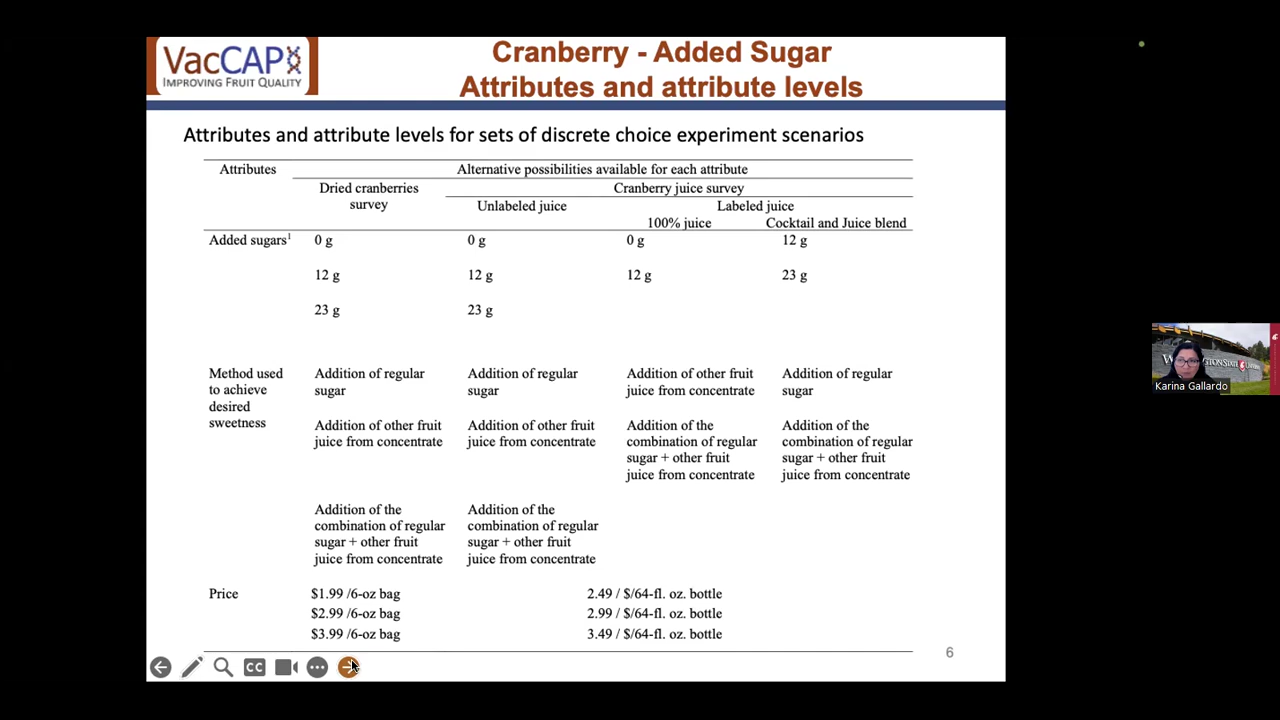 VacCAP
IMPROVING FRUIT QUALITY
Cranberry - Added Sugar
Attributes and attribute levels
Attributes and attribute levels for sets of discrete choice experiment scenarios
Attributes
Alternative possibilities available for each attribute
Dried cranberries survey
Cranberry juice survey
Unlabeled juice
Labeled juice
100% juice
Cocktail and Juice blend
Added sugars¹
0 g
0 g
0 g
12 g
12 g
12 g
12 g
23 g
23 g
23 g
Method used
to achieve
desired
sweetness
Addition of regular
sugar
Addition of regular
sugar
Addition of other fruit
juice from concentrate
Addition of regular
sugar
Addition of other fruit
juice from concentrate
Addition of other fruit
juice from concentrate
Addition of the
combination of regular
sugar + other fruit
juice from concentrate
Addition of the
combination of regular
sugar + other fruit
juice from concentrate
Addition of the
combination of regular
sugar + other fruit
juice from concentrate
Addition of the
combination of regular
sugar + other fruit
juice from concentrate
Price
$1.99 /6-oz bag
2.49 / $/64-fl. oz. bottle
$2.99 /6-oz bag
2.99 / $/64-fl. oz. bottle
$3.99 /6-oz bag
3.49 / $/64-fl. oz. bottle
6
CC
Karina Gallardo